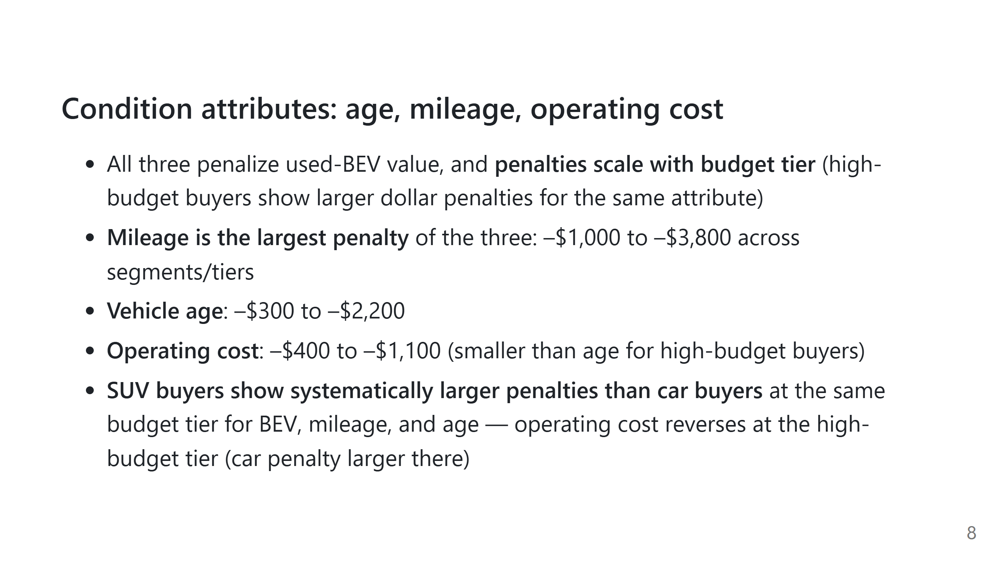 Condition attributes: age, mileage, operating cost
• All three penalize used-BEV value, and penalties scale with budget tier (high-
budget buyers show larger dollar penalties for the same attribute)
• Mileage is the largest penalty of the three: –$1,000 to –$3,800 across
segments/tiers
• Vehicle age: –$300 to –$2,200
• Operating cost: –$400 to –$1,100 (smaller than age for high-budget buyers)
• SUV buyers show systematically larger penalties than car buyers at the same
budget tier for BEV, mileage, and age — operating cost reverses at the high-
budget tier (car penalty larger there)
8